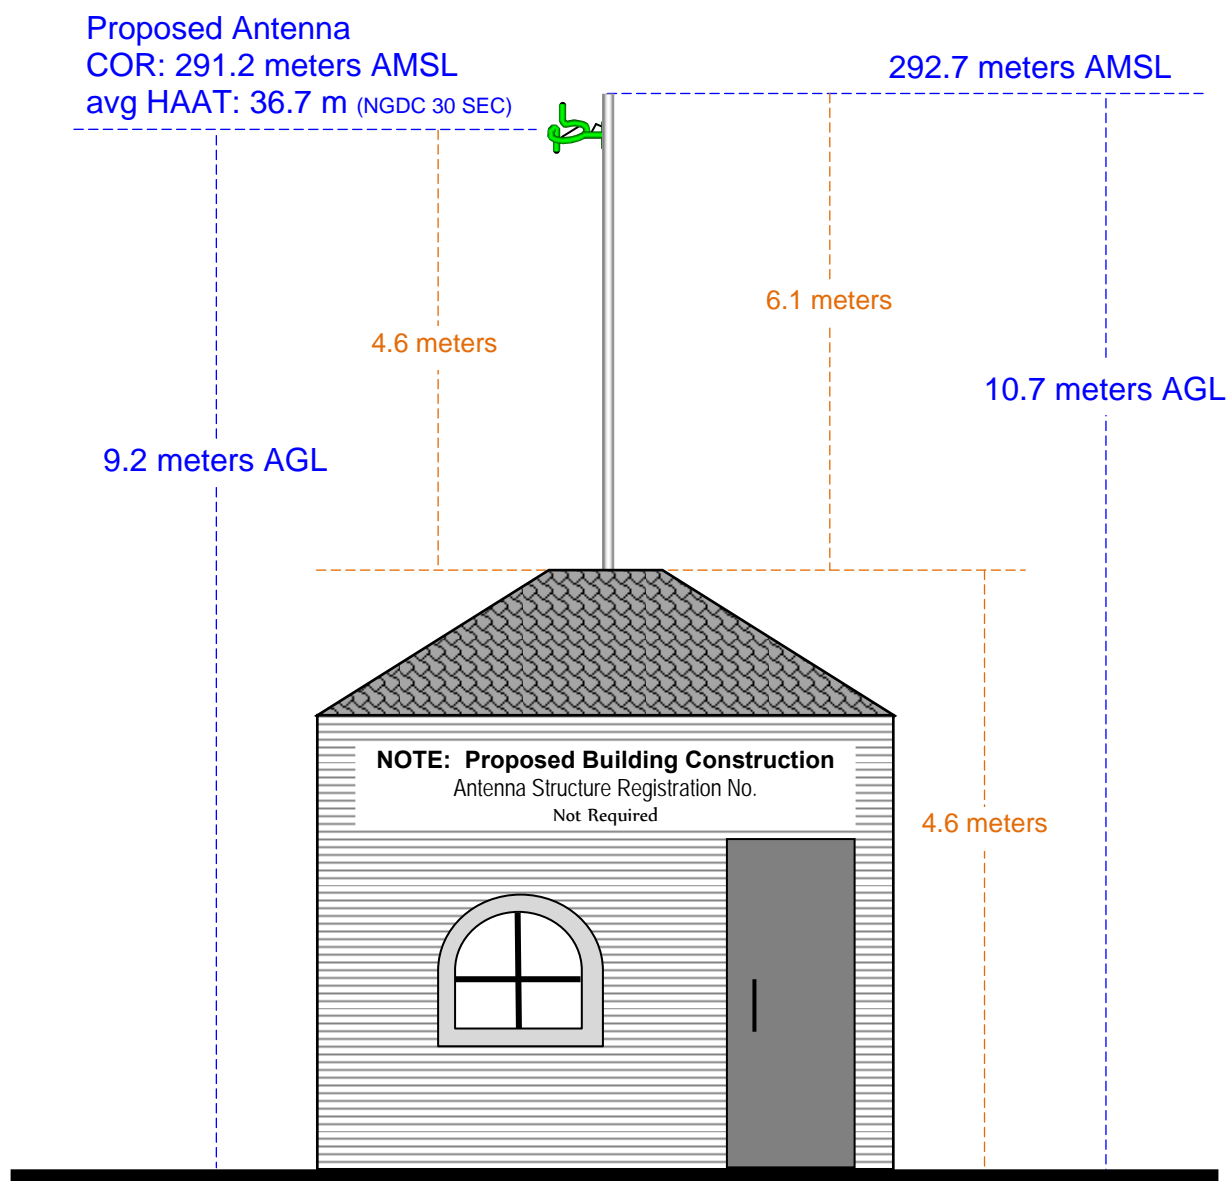 Proposed Antenna
COR: 291.2 meters AMSL
avg HAAT: 36.7 m (NGDC 30 SEC)
292.7 meters AMSL
6.1 meters
4.6 meters
10.7 meters AGL
9.2 meters AGL
NOTE: Proposed Building Construction
Antenna Structure Registration No.
Not Required
4.6 meters